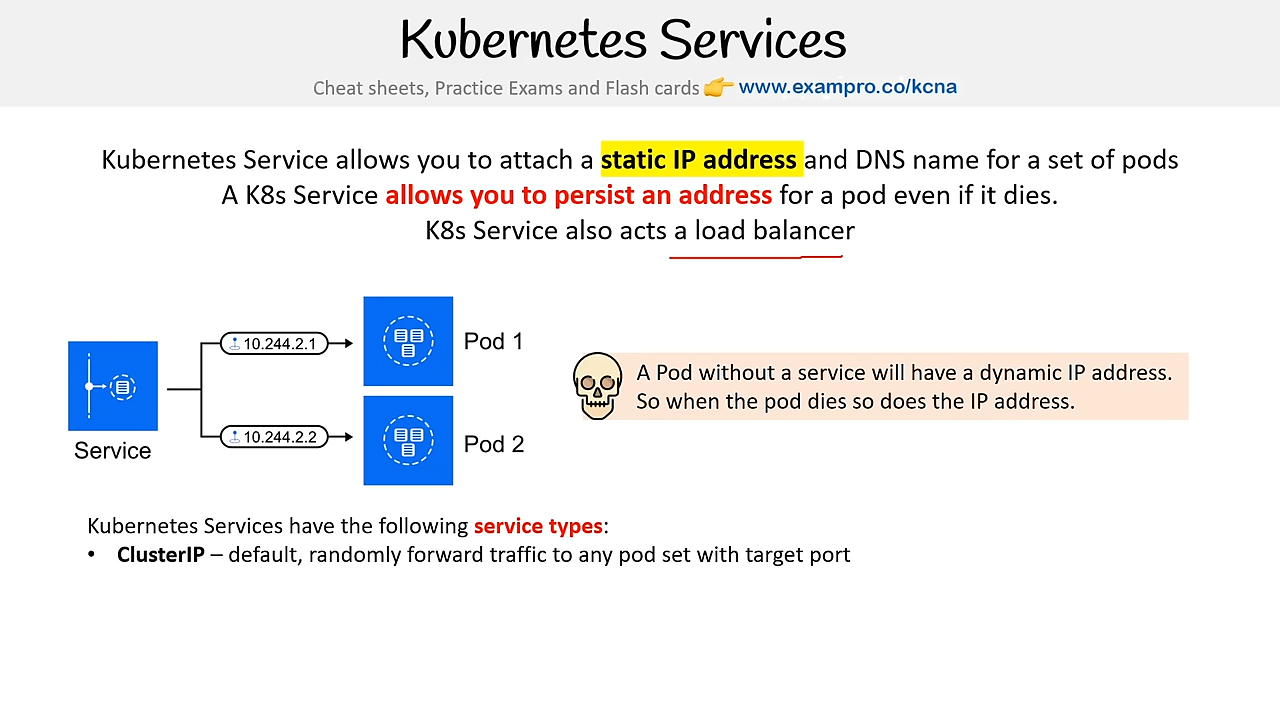 Kubernetes Services
Cheat sheets, Practice Exams and Flash cards 👉 www.exampro.co/kcna
Kubernetes Service allows you to attach a static IP address and DNS name for a set of pods
A K8s Service allows you to persist an address for a pod even if it dies.
K8s Service also acts a load balancer
10.244.2.1
Pod 1
A Pod without a service will have a dynamic IP address.
So when the pod dies so does the IP address.
Service
10.244.2.2
Pod 2
Kubernetes Services have the following service types:
• ClusterIP – default, randomly forward traffic to any pod set with target port